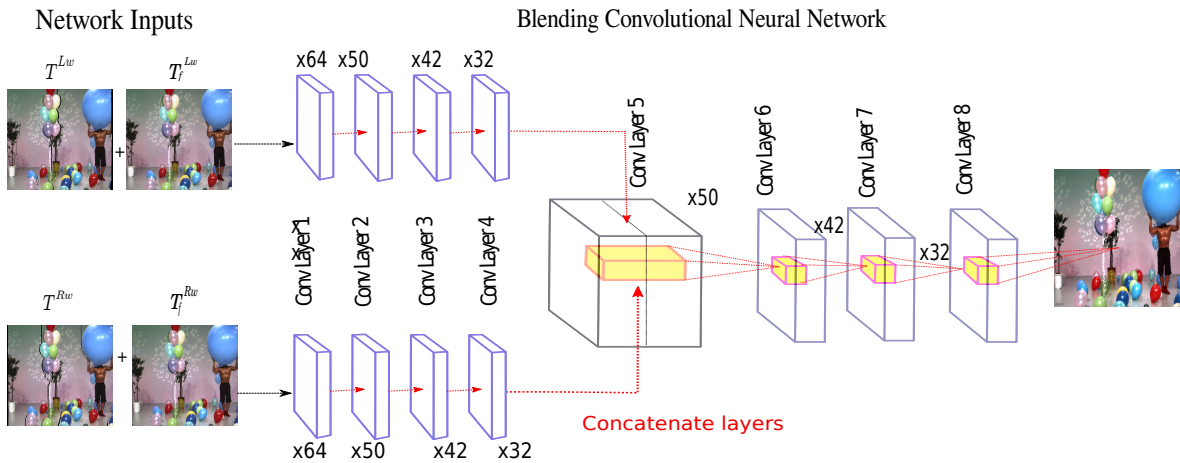 Network Inputs
Blending Convolutional Neural Network
T^Lw
T_f^Lw
+
x64
x50
x42
x32
Conv Layer 5
x50
Conv Layer 6
x42
Conv Layer 7
x32
Conv Layer 8
Conv Layer 1
Conv Layer 2
Conv Layer 3
Conv Layer 4
T^Rw
T_f^Rw
+
x64
x50
x42
x32
Concatenate layers